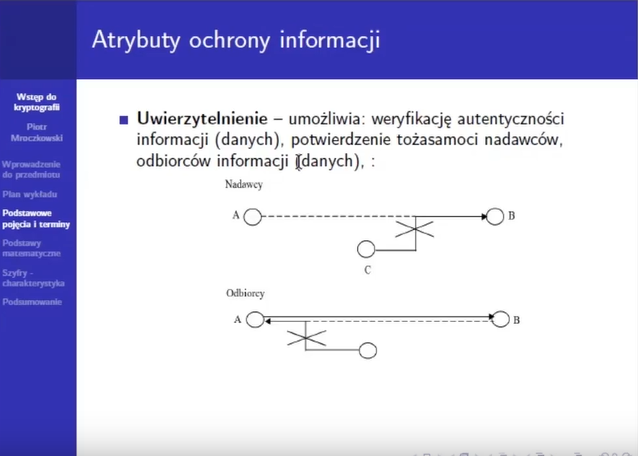 Atrybuty ochrony informacji
Wstęp do
kryptografii
Piotr
Mroczkowski
Wprowadzenie
do przedmiotu
Plan wykładu
Podstawowe
pojęcia i terminy
Podstawy
matematyczne
Szyfry -
charakterystyka
Podsumowanie
Uwierzytelnienie – umożliwia: weryfikację autentyczności
informacji (danych), potwierdzenie tożasamoci nadawców,
odbiorców informacji (danych), :
Nadawcy
A
B
C
Odbiorcy
A
B